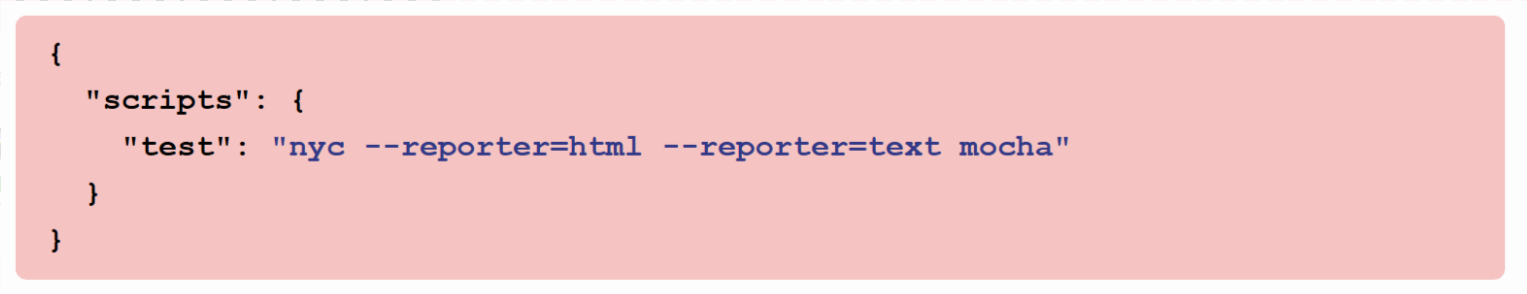 {
"scripts": {
"test": "nyc --reporter=html --reporter=text mocha"
}
}